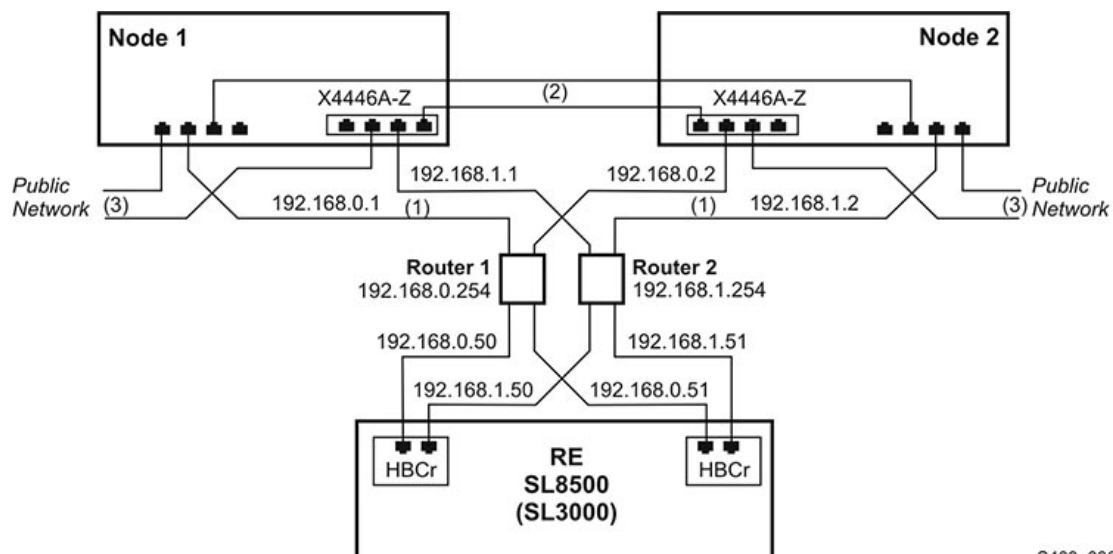 Node 1
Node 2
X4446A-Z
(2)
X4446A-Z
Public
Network
(3)
192.168.0.1
192.168.1.1
(1)
192.168.0.2
(1)
192.168.1.2
(3)
Public
Network
Router 1
192.168.0.254
Router 2
192.168.1.254
192.168.0.50
192.168.1.51
192.168.1.50
192.168.0.51
HBCr
RE
SL8500
(SL3000)
HBCr